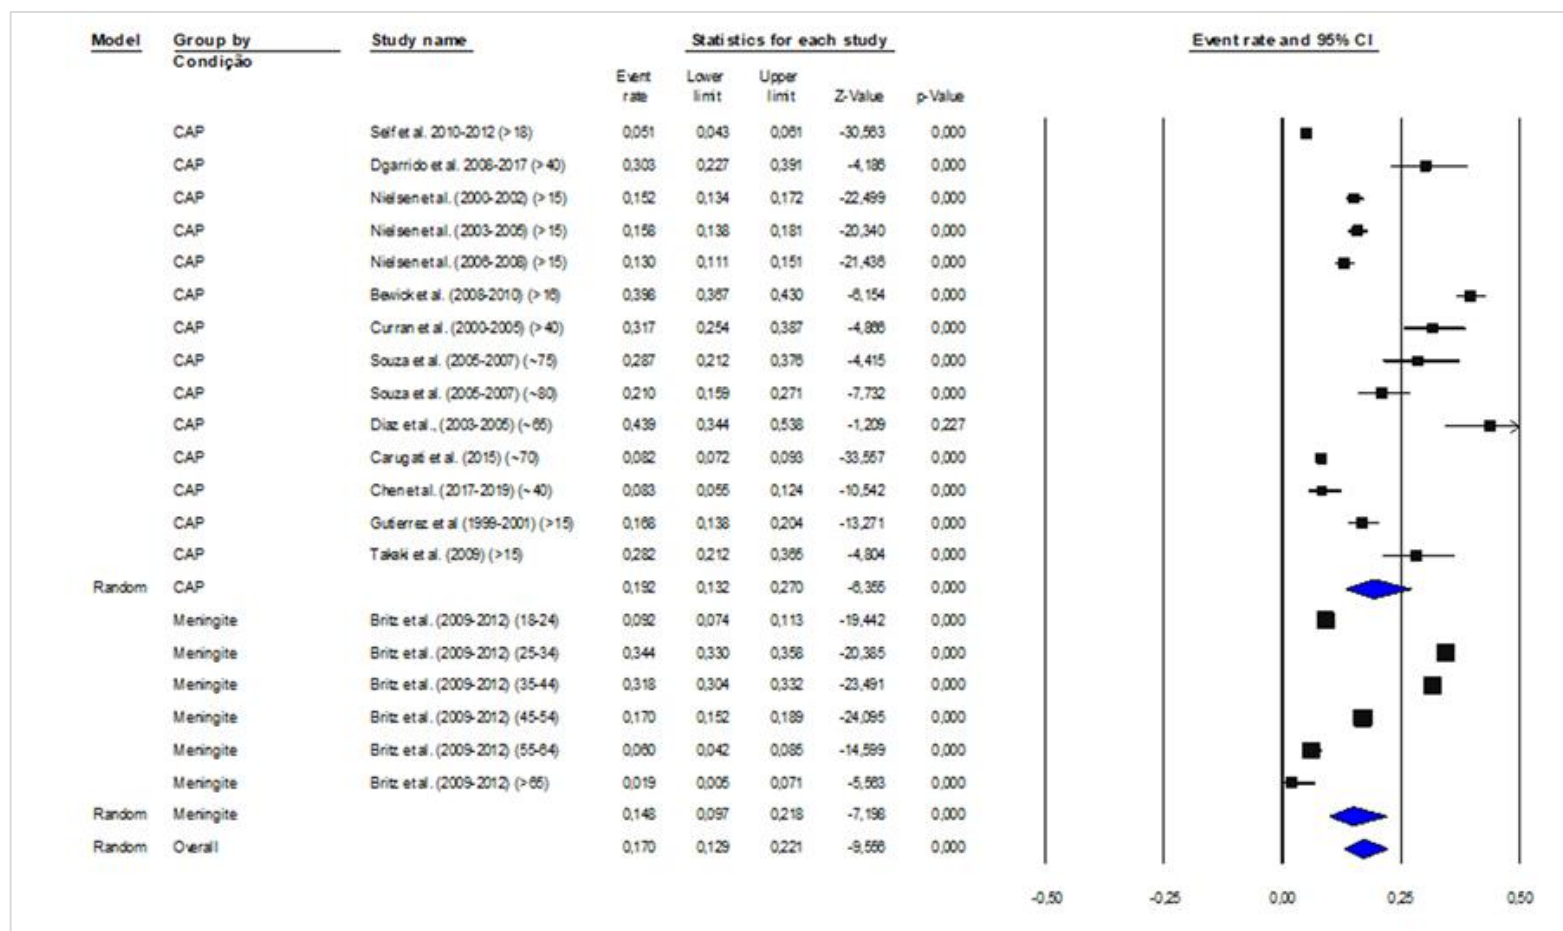 Model Group by Study name Statistics for each study Event rate and 95% CI
Condição
Event rate Lower limit Upper limit Z-Value p-Value
CAP Self et al. 2010-2012 (>18) 0,051 0,043 0,061 -30,563 0,000
CAP Dgarrido et al. 2008-2017 (>40) 0,303 0,227 0,391 -4,186 0,000
CAP Nielsen et al. (2000-2002) (>15) 0,152 0,134 0,172 -22,499 0,000
CAP Nielsen et al. (2003-2005) (>15) 0,158 0,138 0,181 -20,340 0,000
CAP Nielsen et al. (2006-2008) (>15) 0,130 0,111 0,151 -21,436 0,000
CAP Bewick et al. (2008-2010) (>16) 0,398 0,367 0,430 -6,154 0,000
CAP Curran et al. (2000-2005) (>40) 0,317 0,254 0,387 -4,866 0,000
CAP Souza et al. (2005-2007) (~75) 0,287 0,212 0,376 -4,415 0,000
CAP Souza et al. (2005-2007) (~80) 0,210 0,159 0,271 -7,732 0,000
CAP Diaz et al., (2003-2005) (~65) 0,439 0,344 0,538 -1,209 0,227
CAP Carugati et al. (2015) (~70) 0,082 0,072 0,093 -33,557 0,000
CAP Chen et al. (2017-2019) (~40) 0,083 0,055 0,124 -10,542 0,000
CAP Gutierrez et al (1999-2001) (>15) 0,168 0,138 0,204 -13,271 0,000
CAP Takaki et al. (2009) (>15) 0,282 0,212 0,365 -4,804 0,000
Random CAP 0,192 0,132 0,270 -6,355 0,000
Meningite Britz et al. (2009-2012) (18-24) 0,092 0,074 0,113 -19,442 0,000
Meningite Britz et al. (2009-2012) (25-34) 0,344 0,330 0,358 -20,385 0,000
Meningite Britz et al. (2009-2012) (35-44) 0,318 0,304 0,332 -23,491 0,000
Meningite Britz et al. (2009-2012) (45-54) 0,170 0,152 0,189 -24,095 0,000
Meningite Britz et al. (2009-2012) (55-64) 0,060 0,042 0,085 -14,599 0,000
Meningite Britz et al. (2009-2012) (>65) 0,019 0,005 0,071 -5,563 0,000
Random Meningite 0,148 0,097 0,218 -7,198 0,000
Random Overall 0,170 0,129 0,221 -9,556 0,000
-0,50 -0,25 0,00 0,25 0,50